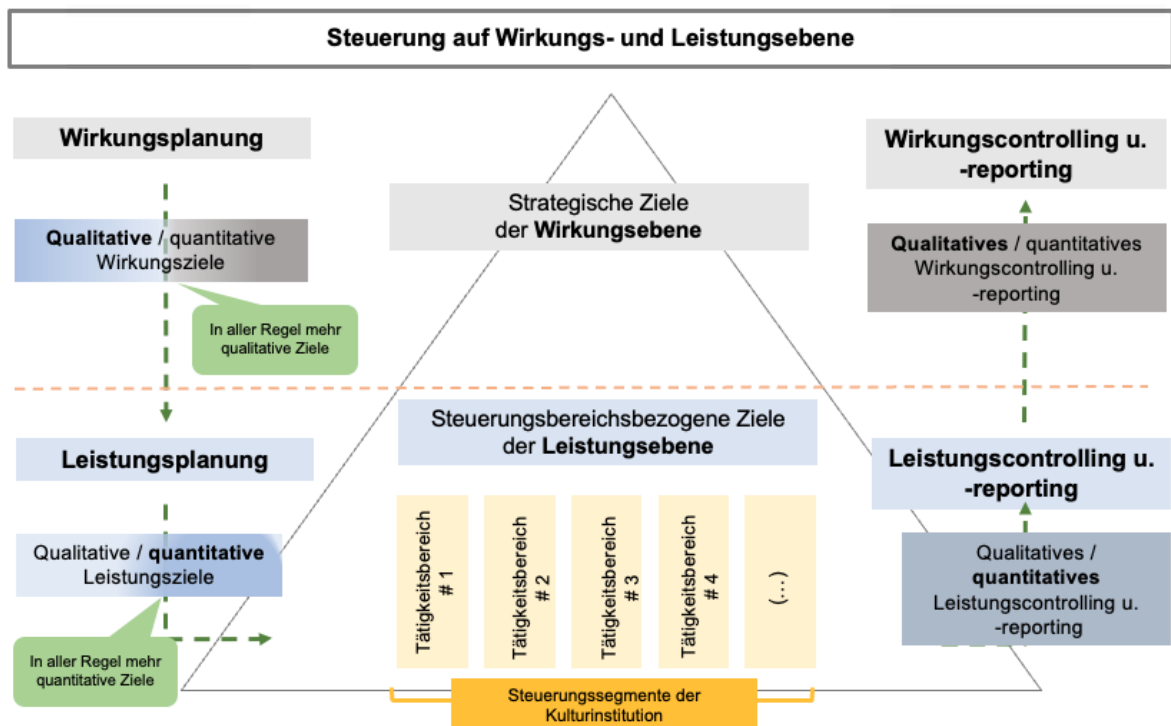 Steuerung auf Wirkungs- und Leistungsebene
Wirkungsplanung
Qualitative / quantitative
Wirkungsziele
In aller Regel mehr
qualitative Ziele
Strategische Ziele
der Wirkungsebene
Wirkungscontrolling u.
-reporting
Qualitatives / quantitatives
Wirkungscontrolling u.
-reporting
Leistungsplanung
Qualitative / quantitative
Leistungsziele
In aller Regel mehr
quantitative Ziele
Steuerungsbereichsbezogene Ziele
der Leistungsebene
Tätigkeitsbereich
# 1
Tätigkeitsbereich
# 2
Tätigkeitsbereich
# 3
Tätigkeitsbereich
# 4
(…)
Steuerungssegmente der
Kulturinstitution
Leistungscontrolling u.
-reporting
Qualitatives /
quantitatives
Leistungscontrolling u.
-reporting